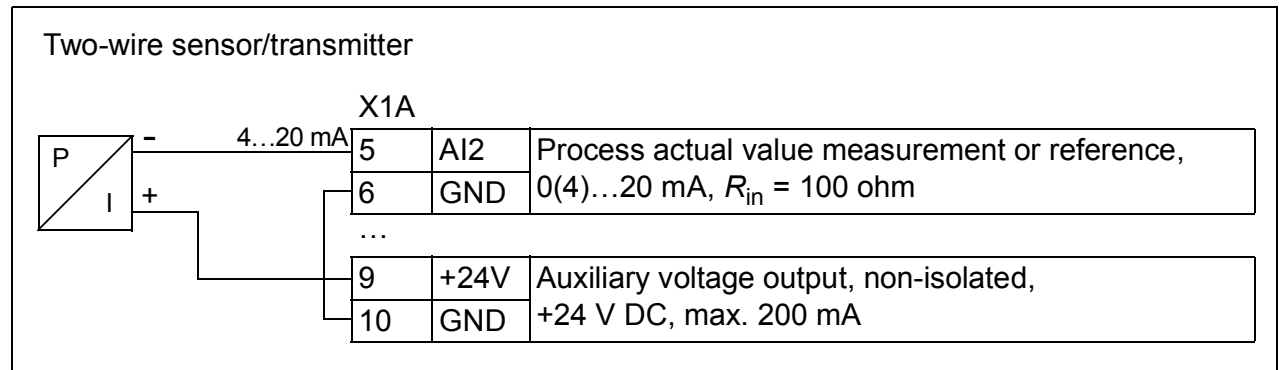 Two-wire sensor/transmitter
X1A
P
I
-
+
4…20 mA
5 AI2 Process actual value measurement or reference,
6 GND 0(4)…20 mA, Rin = 100 ohm
…
9 +24V Auxiliary voltage output, non-isolated,
10 GND +24 V DC, max. 200 mA